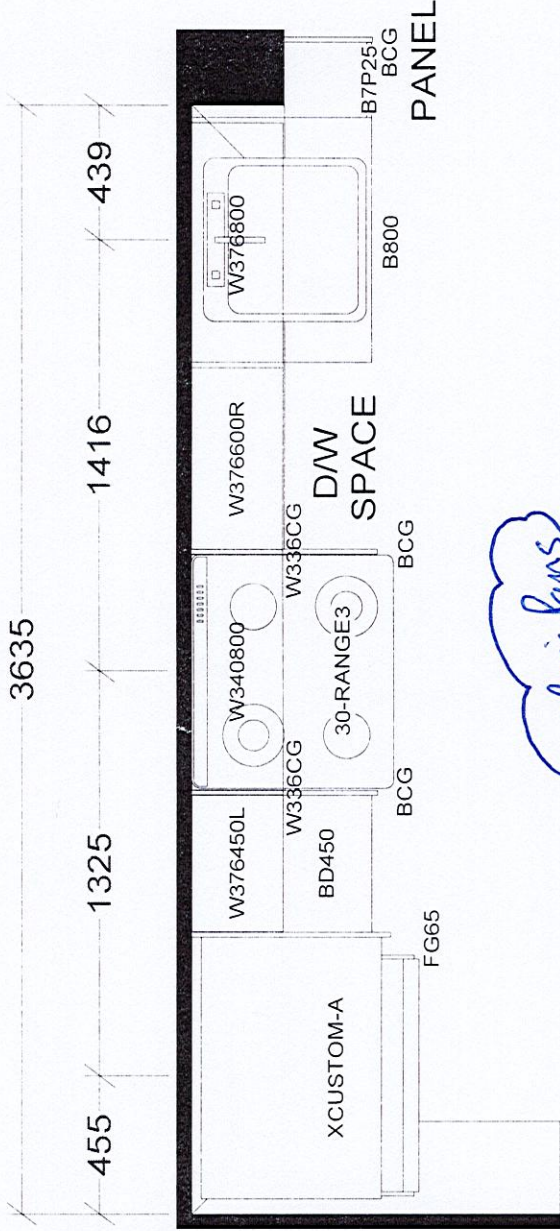 3635
455
1325
1416
439
XCUSTOM-A
FG65
W376450L
BD450
W336CG
BCG
W340800
30-RANGE3
W336CG
BCG
W376600R
D/W
SPACE
W376800
B800
B7P25
BCG
PANEL